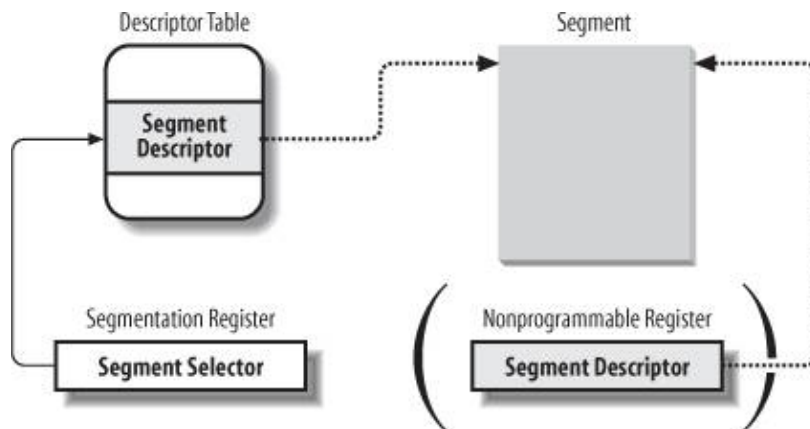 Descriptor Table
Segment
Segment
Descriptor
Segmentation Register
Nonprogrammable Register
Segment Selector
Segment Descriptor